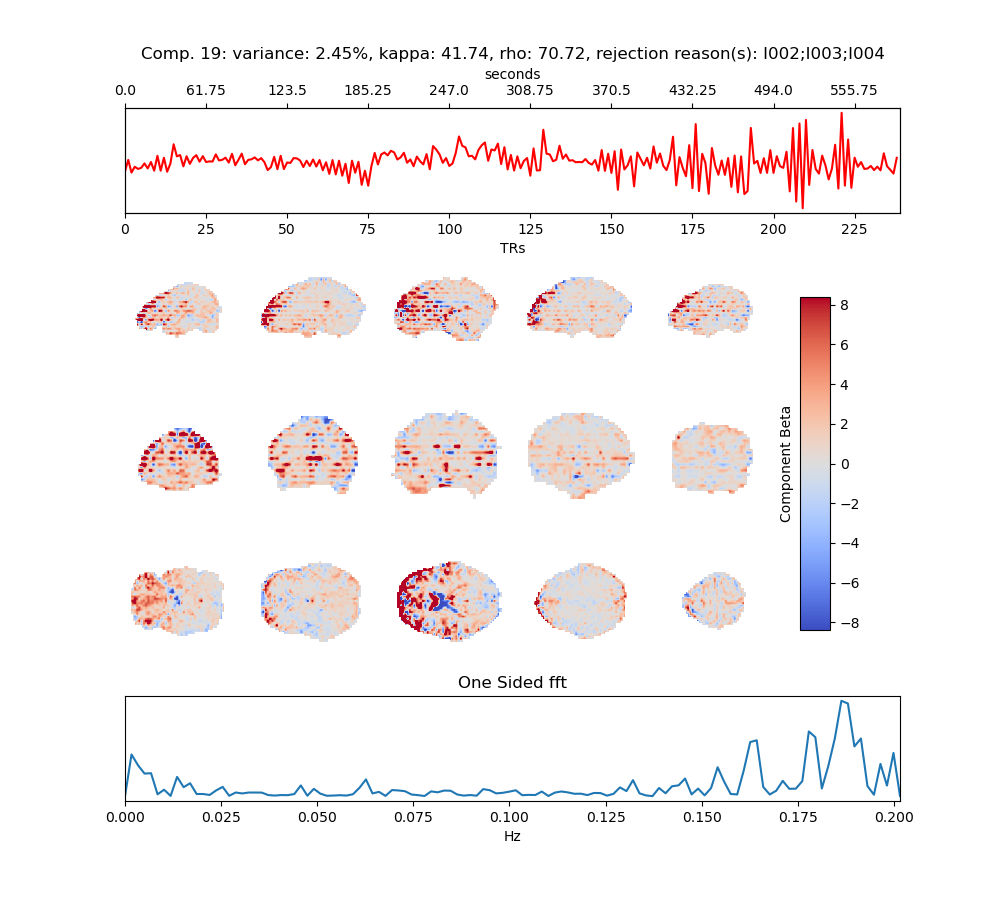 Comp. 19: variance: 2.45%, kappa: 41.74, rho: 70.72, rejection reason(s): I002;I003;I004
seconds
0.0 61.75 123.5 185.25 247.0 308.75 370.5 432.25 494.0 555.75
0 25 50 75 100 125 150 175 200 225
TRs
8
6
4
2
0
−2
−4
−6
−8
Component Beta
One Sided fft
0.000 0.025 0.050 0.075 0.100 0.125 0.150 0.175 0.200
Hz